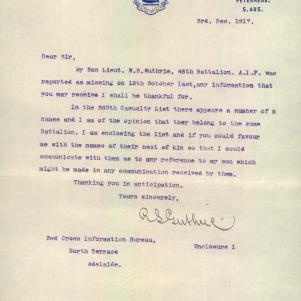 PETERHEAD,
S.AUS.
3rd. Dec. 1917.
Dear Sir,
My Son Lieut. R.S.Guthrie, 48th Battalion. A.I.F. was
reported as missing on 12th October last,any information that
you may receive I shall be thankful for.
In the 360th Casualty List there appears a number of
names and I am of the opinion that they belong to the same
Battalion. I am enclosing the list and if you could favour
me with the names of their next of kin so that I could
communicate with them as to any reference to my son which
might be made in any communication received by them.
Thanking you in anticipation.
Yours sincerely,
R S Guthrie
Red Cross Information Bureau,
Enclosure 1
North Terrace
Adelaide.